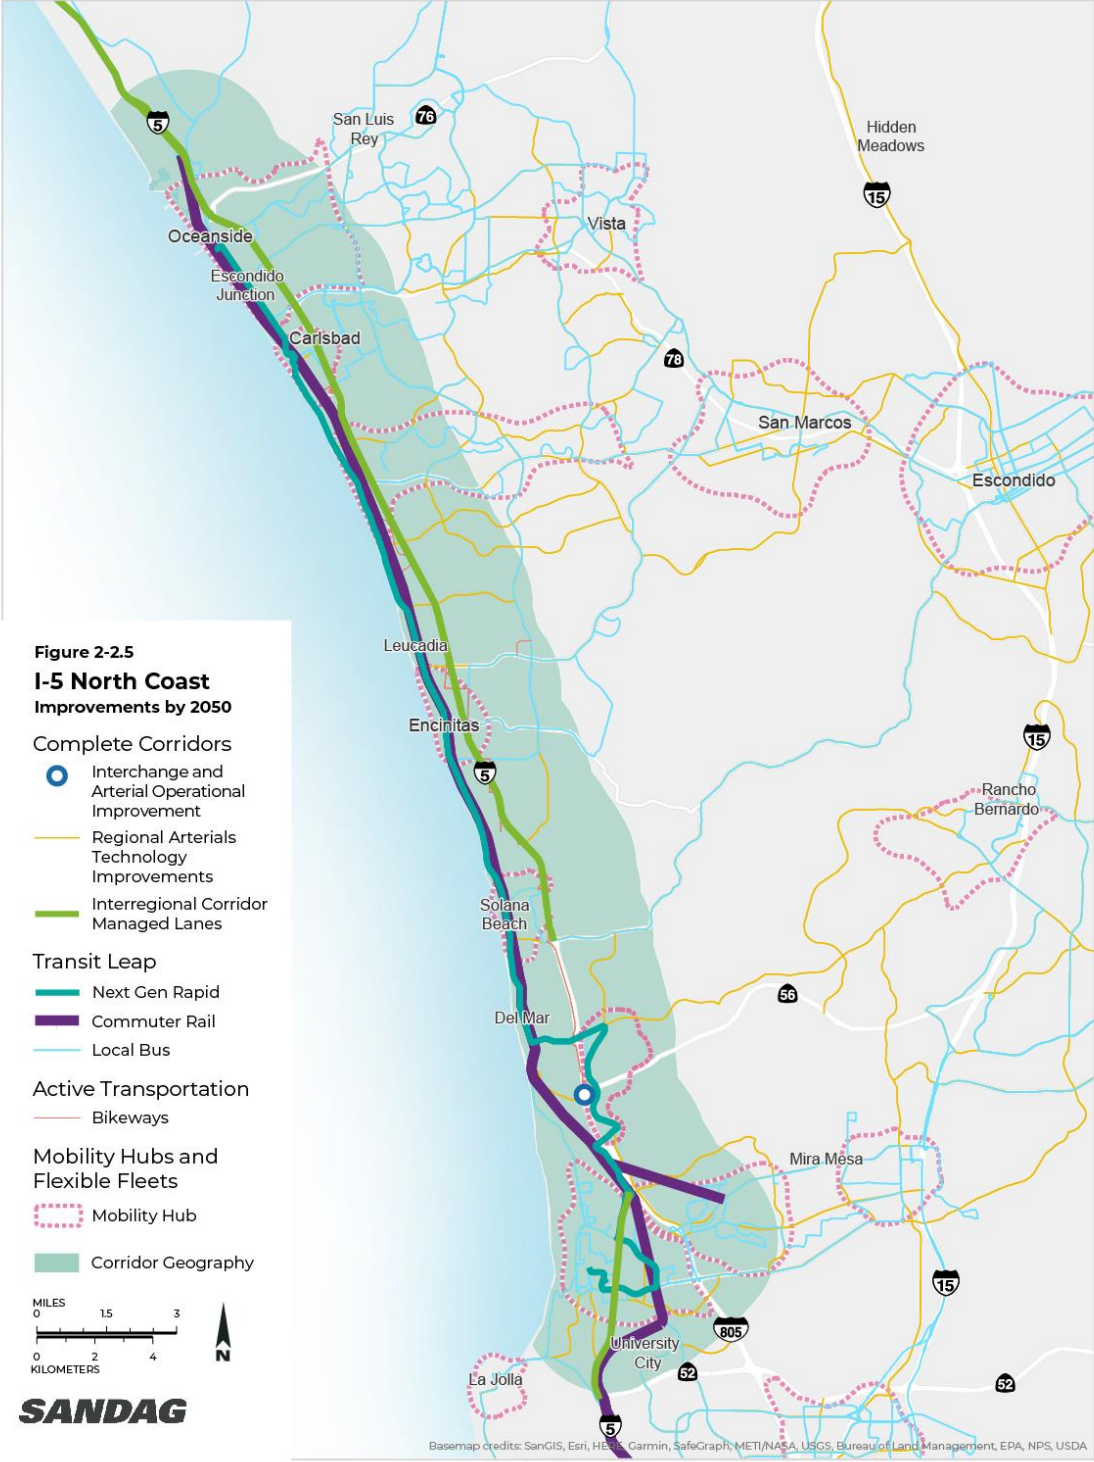 5
San Luis
Rey
76
Hidden
Meadows
15
Vista
Oceanside
Escondido
Junction
Carlsbad
78
San Marcos
Escondido
Leucadia
Encinitas
5
15
Rancho
Bernardo
Solana
Beach
56
Del Mar
Mira Mesa
15
805
University
City
La Jolla
52
52
5
Figure 2-2.5
I-5 North Coast
Improvements by 2050
Complete Corridors
Interchange and
Arterial Operational
Improvement
Regional Arterials
Technology
Improvements
Interregional Corridor
Managed Lanes
Transit Leap
Next Gen Rapid
Commuter Rail
Local Bus
Active Transportation
Bikeways
Mobility Hubs and
Flexible Fleets
Mobility Hub
Corridor Geography
MILES
0 1.5 3
0 2 4
KILOMETERS
N
SANDAG
Basemap credits: SanGIS, Esri, HERE, Garmin, SafeGraph, METI/NASA, USGS, Bureau of Land Management, EPA, NPS, USDA